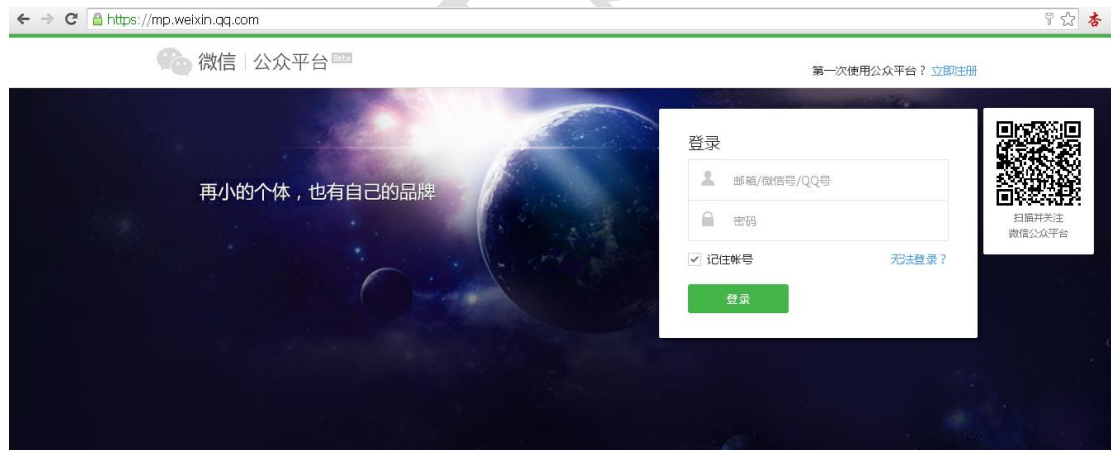 https://mp.weixin.qq.com
杏
微信 | 公众平台 Beta
第一次使用公众平台？ 立即注册
再小的个体，也有自己的品牌
登录
邮箱/微信号/QQ号
密码
记住帐号 无法登录？
登录
扫描并关注
微信公众平台